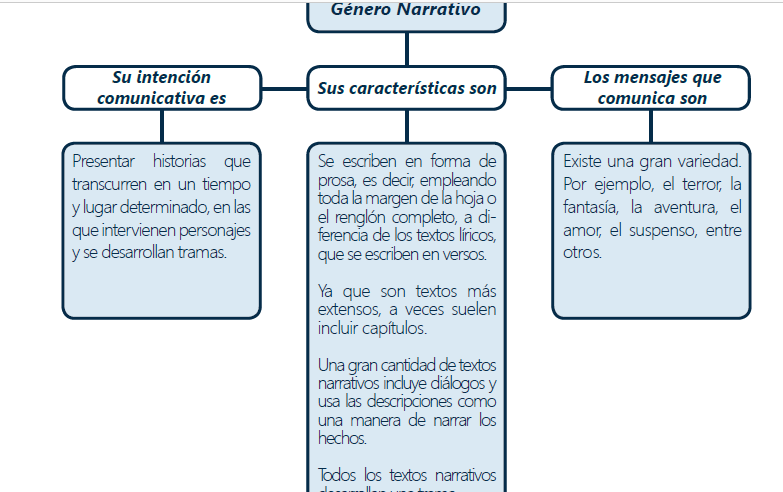 Género Narrativo
Su intención
comunicativa es
Sus características son
Los mensajes que
comunica son
Presentar historias que
transcurren en un tiempo
y lugar determinado, en las
que intervienen personajes
y se desarrollan tramas.
Se escriben en forma de
prosa, es decir, empleando
toda la margen de la hoja o
el renglón completo, a di-
ferencia de los textos líricos,
que se escriben en versos.
Ya que son textos más
extensos, a veces suelen
incluir capítulos.
Una gran cantidad de textos
narrativos incluye diálogos y
usa las descripciones como
una manera de narrar los
hechos.
Todos los textos narrativos
desarrollan una trama
Existe una gran variedad.
Por ejemplo, el terror, la
fantasía, la aventura, el
amor, el suspenso, entre
otros.